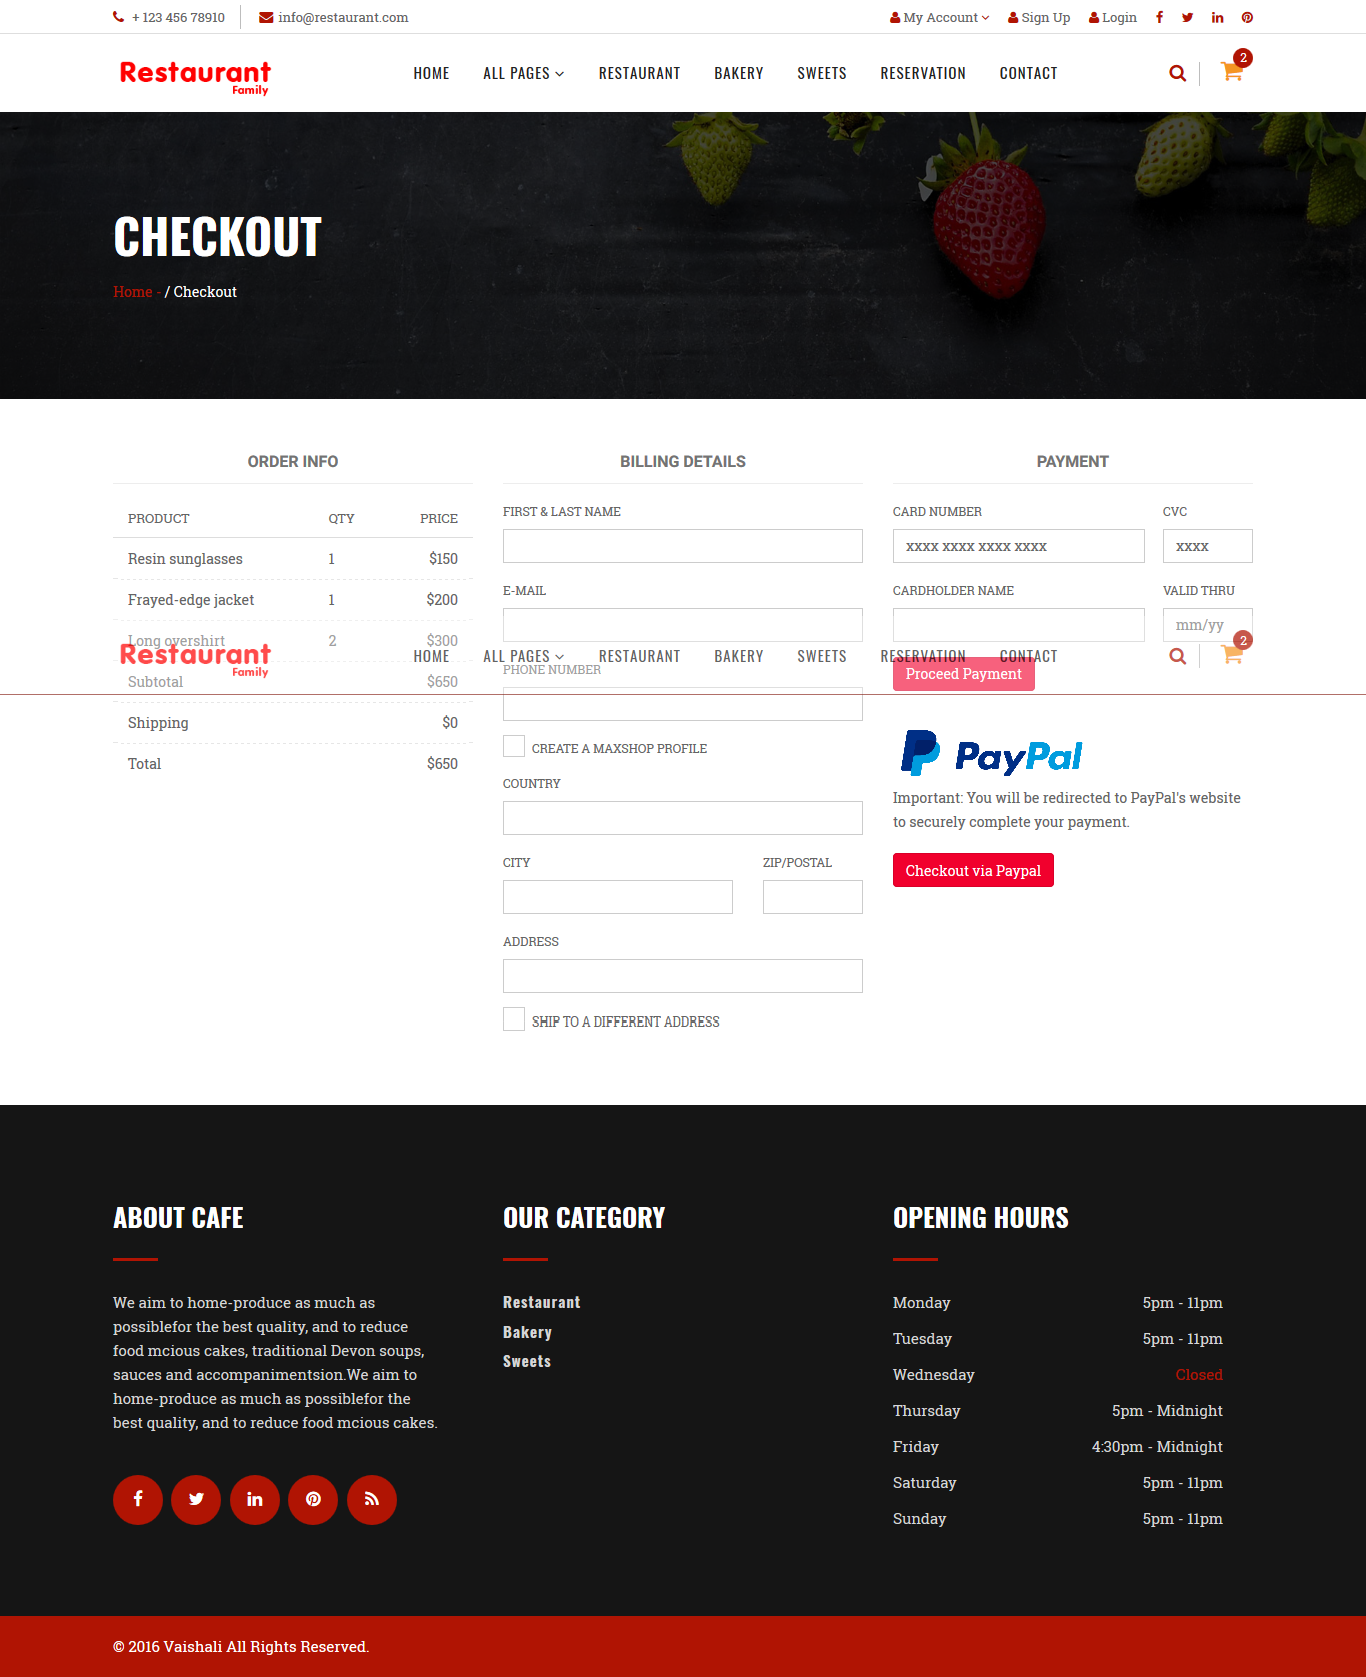 + 123 456 78910 info@restaurant.com My Account Sign Up Login
Restaurant
Family
HOME ALL PAGES RESTAURANT BAKERY SWEETS RESERVATION CONTACT 2
CHECKOUT
Home - / Checkout
ORDER INFO
PRODUCT QTY PRICE
Resin sunglasses 1 $150
Frayed-edge jacket 1 $200
Long overshirt 2 $300
Subtotal $650
Shipping $0
Total $650
BILLING DETAILS
FIRST & LAST NAME
E-MAIL
PHONE NUMBER
CREATE A MAXSHOP PROFILE
COUNTRY
CITY ZIP/POSTAL
ADDRESS
SHIP TO A DIFFERENT ADDRESS
PAYMENT
CARD NUMBER CVC
xxxx xxxx xxxx xxxx xxxx
CARDHOLDER NAME VALID THRU
mm/yy
Restaurant
Family
HOME ALL PAGES RESTAURANT BAKERY SWEETS RESERVATION CONTACT 2
Proceed Payment
PayPal
Important: You will be redirected to PayPal's website
to securely complete your payment.
Checkout via Paypal
ABOUT CAFE
We aim to home-produce as much as
possiblefor the best quality, and to reduce
food mcious cakes, traditional Devon soups,
sauces and accompanimentsion.We aim to
home-produce as much as possiblefor the
best quality, and to reduce food mcious cakes.
OUR CATEGORY
Restaurant
Bakery
Sweets
OPENING HOURS
Monday 5pm - 11pm
Tuesday 5pm - 11pm
Wednesday Closed
Thursday 5pm - Midnight
Friday 4:30pm - Midnight
Saturday 5pm - 11pm
Sunday 5pm - 11pm
© 2016 Vaishali All Rights Reserved.